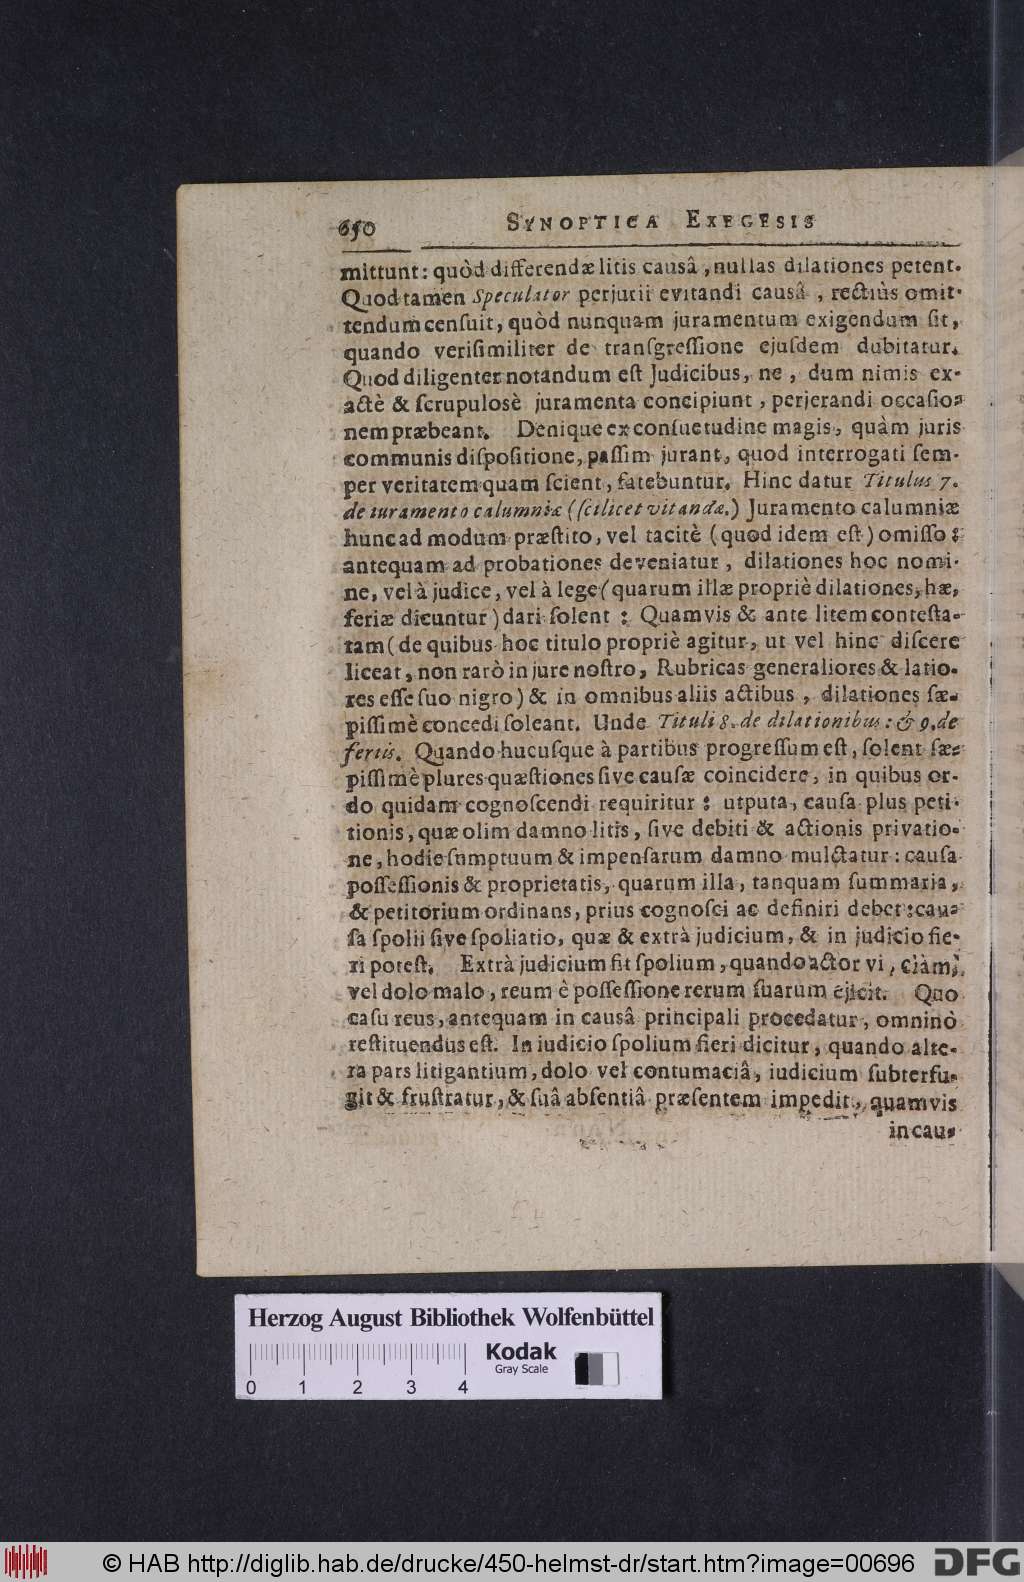 650 SYNOPTICA EXEGESIS
mittunt: quòd differendæ litis causâ, nullas dilationes petent.
Quod tamen Speculator perjurii evitandi causâ, rectiùs omit-
tendum censuit, quòd nunquam juramentum exigendum sit,
quando verisimiliter de transgressione ejusdem dubitatur.
Quod diligenter notandum est Judicibus, ne, dum nimis ex-
actè & scrupulosè juramenta concipiunt, perjerandi occasio-
nem præbeant. Denique ex consuetudine magis, quàm juris
communis dispositione, passim jurant, quod interrogati sem-
per veritatem quam scient, fatebuntur. Hinc datur Titulus 7.
de iuramento calumniæ (scilicet vitandæ.) Juramento calumniæ
hunc ad modum præstito, vel tacitè (quod idem est) omisso:
antequam ad probationes deveniatur, dilationes hoc nomi-
ne, vel à judice, vel à lege (quarum illæ propriè dilationes, hæ,
feriæ dicuntur) dari solent: Quamvis & ante litem contesta-
tam (de quibus hoc titulo propriè agitur, ut vel hinc discere
liceat, non rarò in jure nostro, Rubricas generaliores & latio-
res esse suo nigro) & in omnibus aliis actibus, dilationes sæ-
pissimè concedi soleant. Unde Tituli 8. de dilationibus: & 9. de
feriis. Quando hucusque à partibus progressum est, solent sæ-
pissimè plures quæstiones sive causæ coincidere, in quibus or-
do quidam cognoscendi requiritur: utputa, causa plus peti-
tionis, quæ olim damno litis, sive debiti & actionis privatio-
ne, hodie sumptuum & impensarum damno mulctatur: causa
possessionis & proprietatis, quarum illa, tanquam summaria,
& petitorium ordinans, prius cognosci ac definiri debet: cau-
sa spolii sive spoliatio, quæ & extrà judicium, & in judicio fie-
ri potest. Extrà judicium fit spolium, quando actor vi, clàm,
vel dolo malo, reum è possessione rerum suarum ejicit. Quo
casu reus, antequam in causâ principali procedatur, omninò
restituendus est. In iudicio spolium fieri dicitur, quando alte-
ra pars litigantium, dolo vel contumaciâ, iudicium subterfu-
git & frustratur, & suâ absentiâ præsentem impedit, quamvis
in cau-
Herzog August Bibliothek Wolfenbüttel
Kodak
Gray Scale
0 1 2 3 4
© HAB http://diglib.hab.de/drucke/450-helmst-dr/start.htm?image=00696 DFG